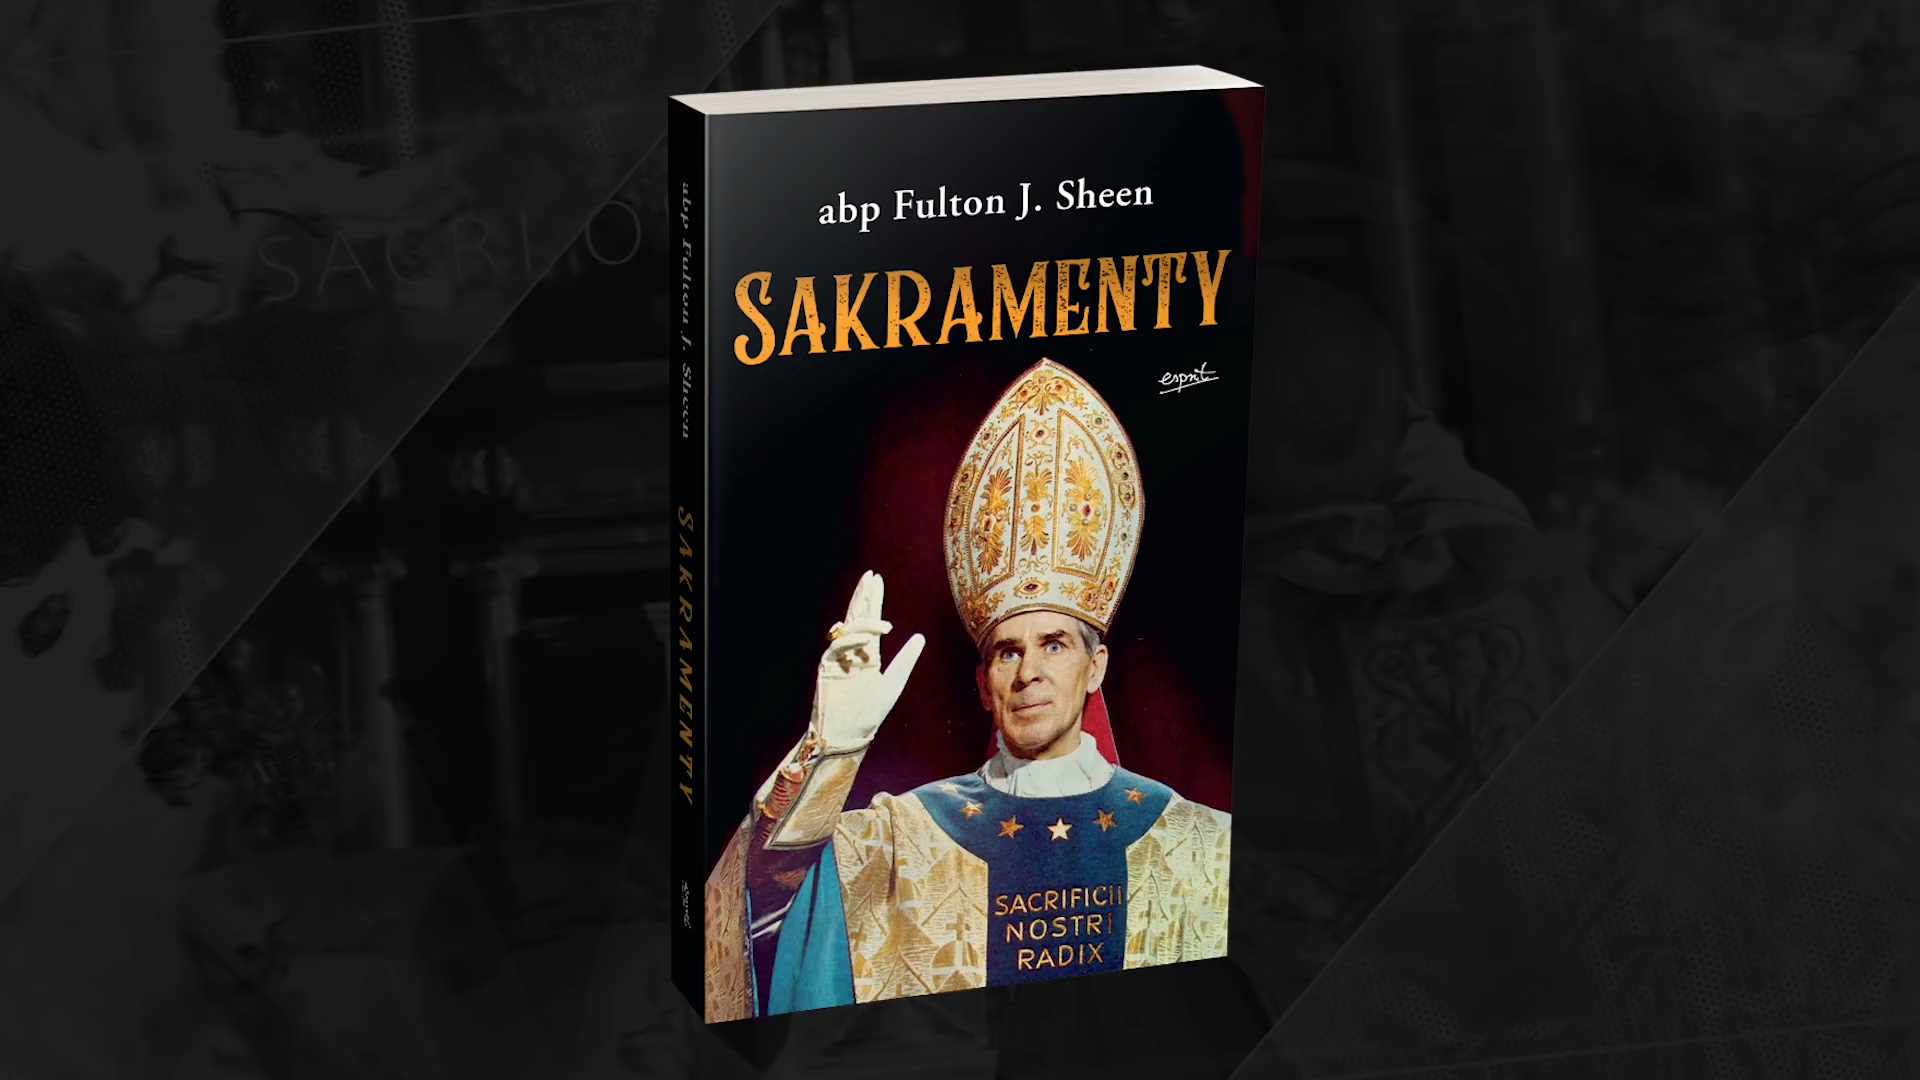 abp Fulton J. Sheen
SAKRAMENTY
esprit
SACRIFICII
NOSTRI
RADIX
abp Fulton J. Sheen
SAKRAMENTY